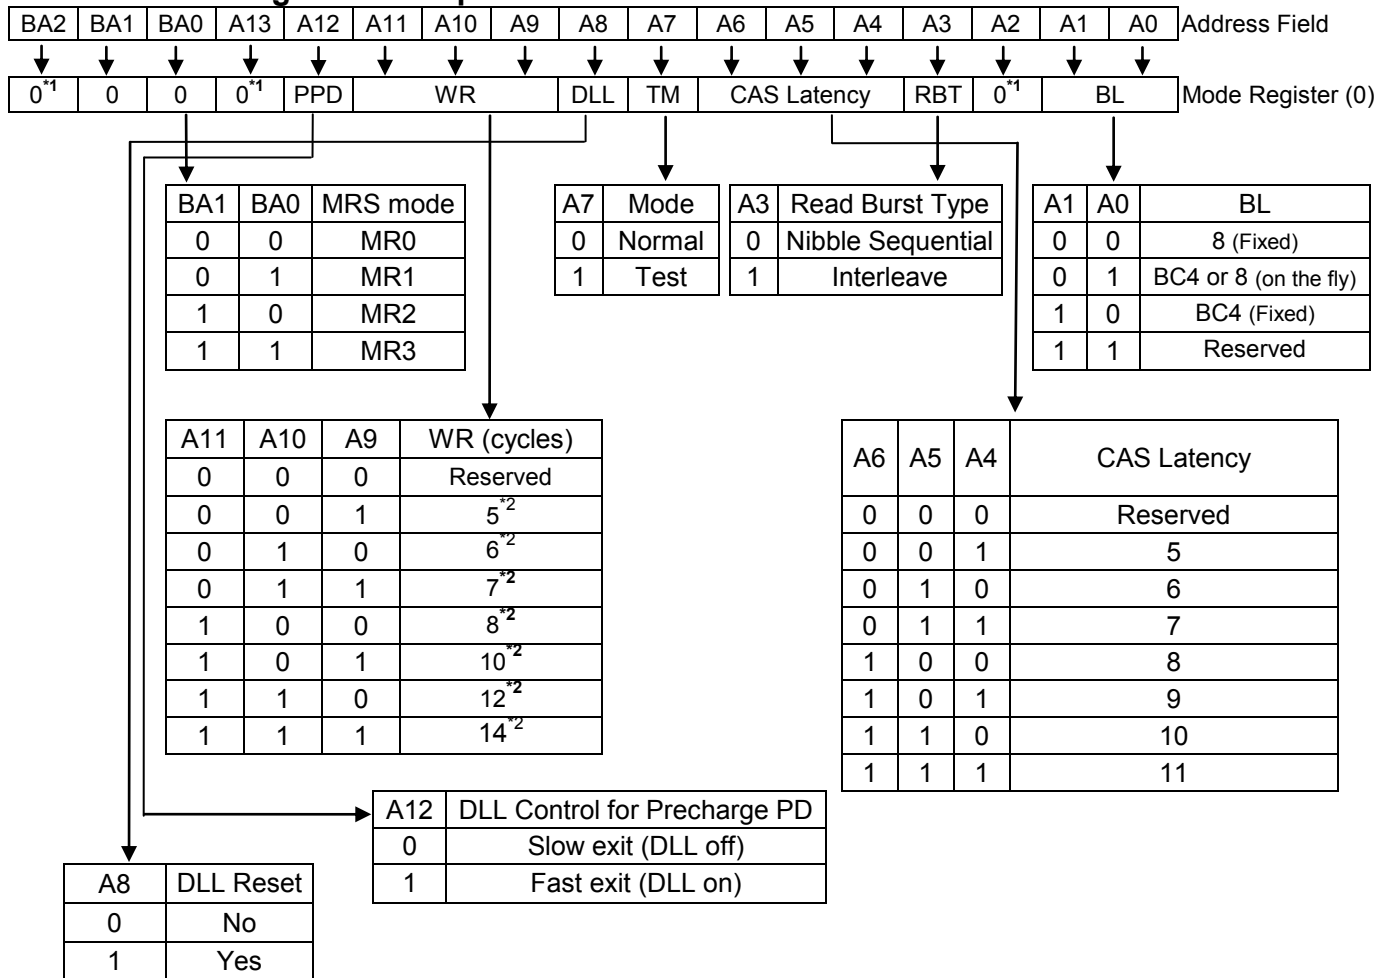 BA2 BA1 BA0 A13 A12 A11 A10 A9 A8 A7 A6 A5 A4 A3 A2 A1 A0 Address Field
0*1 0 0 0*1 PPD WR DLL TM CAS Latency RBT 0*1 BL Mode Register (0)
BA1 BA0 MRS mode
0 0 MR0
0 1 MR1
1 0 MR2
1 1 MR3
A7 Mode
0 Normal
1 Test
A3 Read Burst Type
0 Nibble Sequential
1 Interleave
A1 A0 BL
0 0 8 (Fixed)
0 1 BC4 or 8 (on the fly)
1 0 BC4 (Fixed)
1 1 Reserved
A11 A10 A9 WR (cycles)
0 0 0 Reserved
0 0 1 5*2
0 1 0 6*2
0 1 1 7*2
1 0 0 8*2
1 0 1 10*2
1 1 0 12*2
1 1 1 14*2
A6 A5 A4 CAS Latency
0 0 0 Reserved
0 0 1 5
0 1 0 6
0 1 1 7
1 0 0 8
1 0 1 9
1 1 0 10
1 1 1 11
A12 DLL Control for Precharge PD
0 Slow exit (DLL off)
1 Fast exit (DLL on)
A8 DLL Reset
0 No
1 Yes